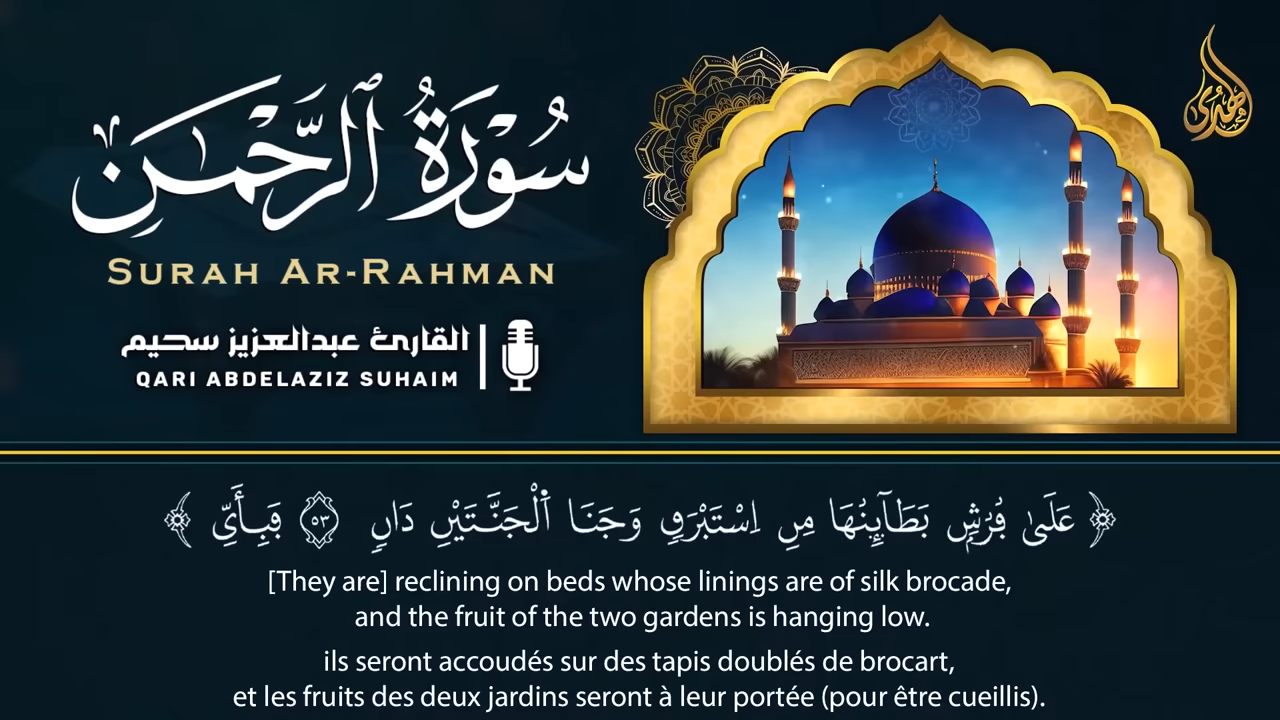 سُورَةُ ٱلرَّحْمَـٰنِ
SURAH AR-RAHMAN
القارئ عبدالعزيز سحيم
QARI ABDELAZIZ SUHAIM
الهدى
﴿ عَلَىٰ فُرُشٍۢ بَطَآئِنُهَا مِنِ اِسْتَبْرَقٍۢ وَجَنَا اَ۬لْجَنَّتَيْنِ دَانٍۢ ٥٣ فَبِأَيِّ ﴾
[They are] reclining on beds whose linings are of silk brocade,
and the fruit of the two gardens is hanging low.
ils seront accoudés sur des tapis doublés de brocart,
et les fruits des deux jardins seront à leur portée (pour être cueillis).